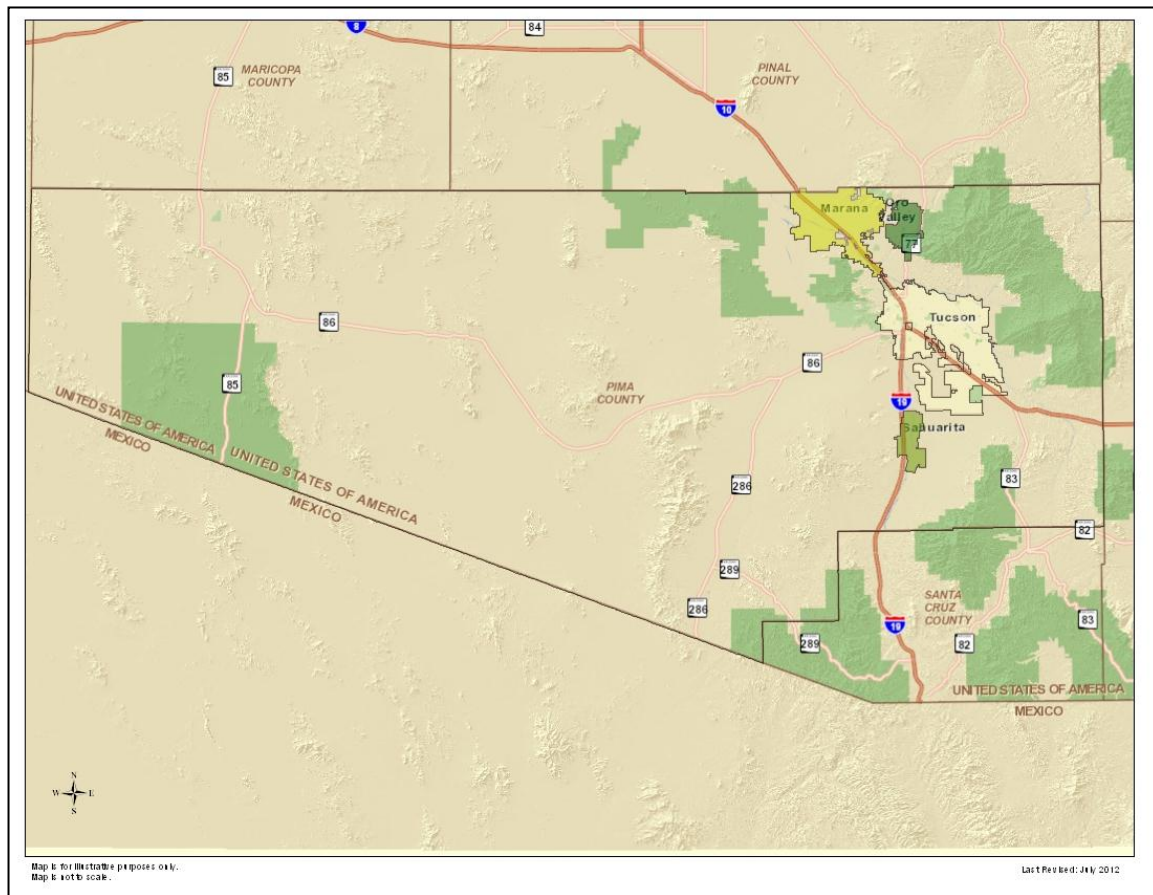 8
84
85
MARICOPA
COUNTY
PINAL
COUNTY
10
Marana
Oro
Valley
77
86
Tucson
86
85
PIMA
COUNTY
UNITED STATES OF AMERICA
MEXICO
19
Sahuarita
UNITED STATES OF AMERICA
MEXICO
286
83
82
289
286
SANTA
CRUZ
COUNTY
83
19
289
82
UNITED STATES OF AMERICA
MEXICO
N
W E
S
Map is for illustrative purposes only.
Map is not to scale.
Last Revised: July 2012